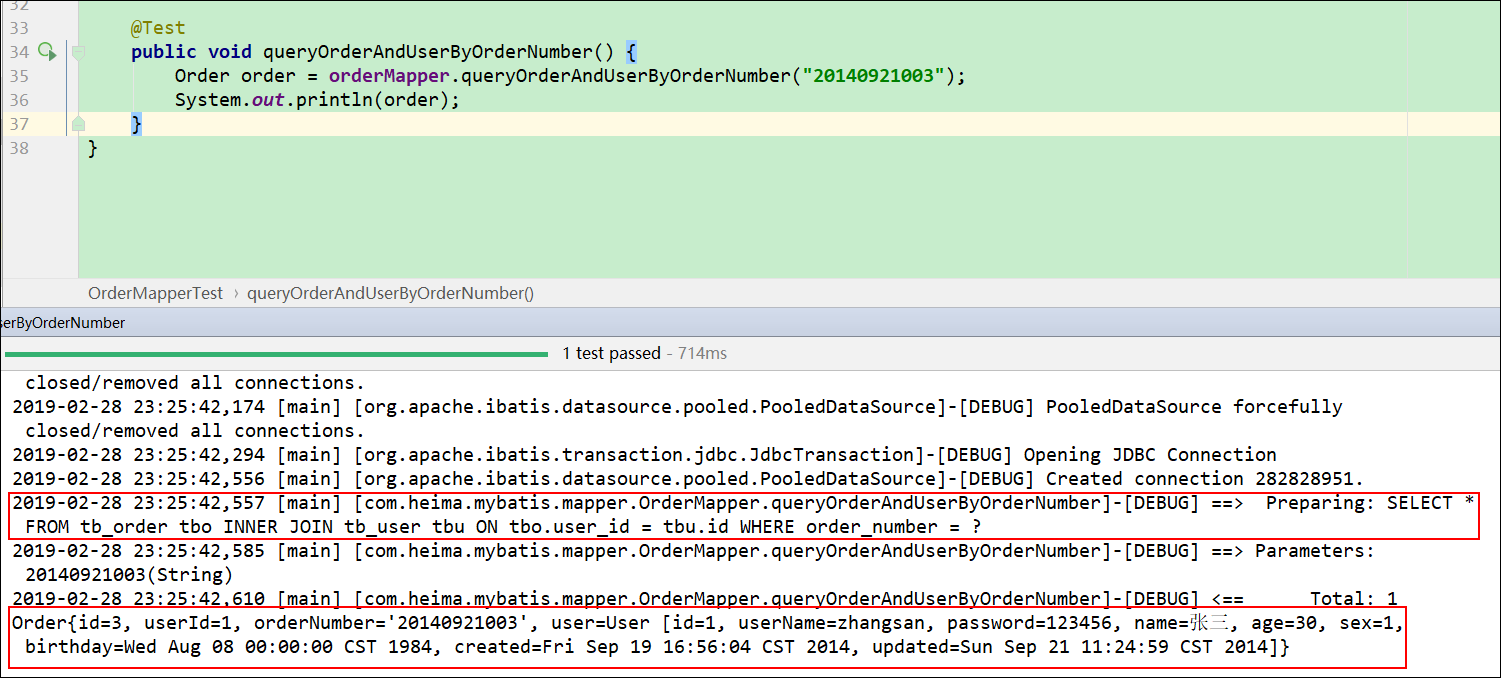 32
33 @Test
34 public void queryOrderAndUserByOrderNumber() {
35 Order order = orderMapper.queryOrderAndUserByOrderNumber("20140921003");
36 System.out.println(order);
37 }
38 }
OrderMapperTest › queryOrderAndUserByOrderNumber()
serByOrderNumber
1 test passed - 714ms
closed/removed all connections.
2019-02-28 23:25:42,174 [main] [org.apache.ibatis.datasource.pooled.PooledDataSource]-[DEBUG] PooledDataSource forcefully
closed/removed all connections.
2019-02-28 23:25:42,294 [main] [org.apache.ibatis.transaction.jdbc.JdbcTransaction]-[DEBUG] Opening JDBC Connection
2019-02-28 23:25:42,556 [main] [org.apache.ibatis.datasource.pooled.PooledDataSource]-[DEBUG] Created connection 282828951.
2019-02-28 23:25:42,557 [main] [com.heima.mybatis.mapper.OrderMapper.queryOrderAndUserByOrderNumber]-[DEBUG] ==>  Preparing: SELECT *
FROM tb_order tbo INNER JOIN tb_user tbu ON tbo.user_id = tbu.id WHERE order_number = ?
2019-02-28 23:25:42,585 [main] [com.heima.mybatis.mapper.OrderMapper.queryOrderAndUserByOrderNumber]-[DEBUG] ==> Parameters:
20140921003(String)
2019-02-28 23:25:42,610 [main] [com.heima.mybatis.mapper.OrderMapper.queryOrderAndUserByOrderNumber]-[DEBUG] <==      Total: 1
Order{id=3, userId=1, orderNumber='20140921003', user=User [id=1, userName=zhangsan, password=123456, name=张三, age=30, sex=1,
birthday=Wed Aug 08 00:00:00 CST 1984, created=Fri Sep 19 16:56:04 CST 2014, updated=Sun Sep 21 11:24:59 CST 2014]}